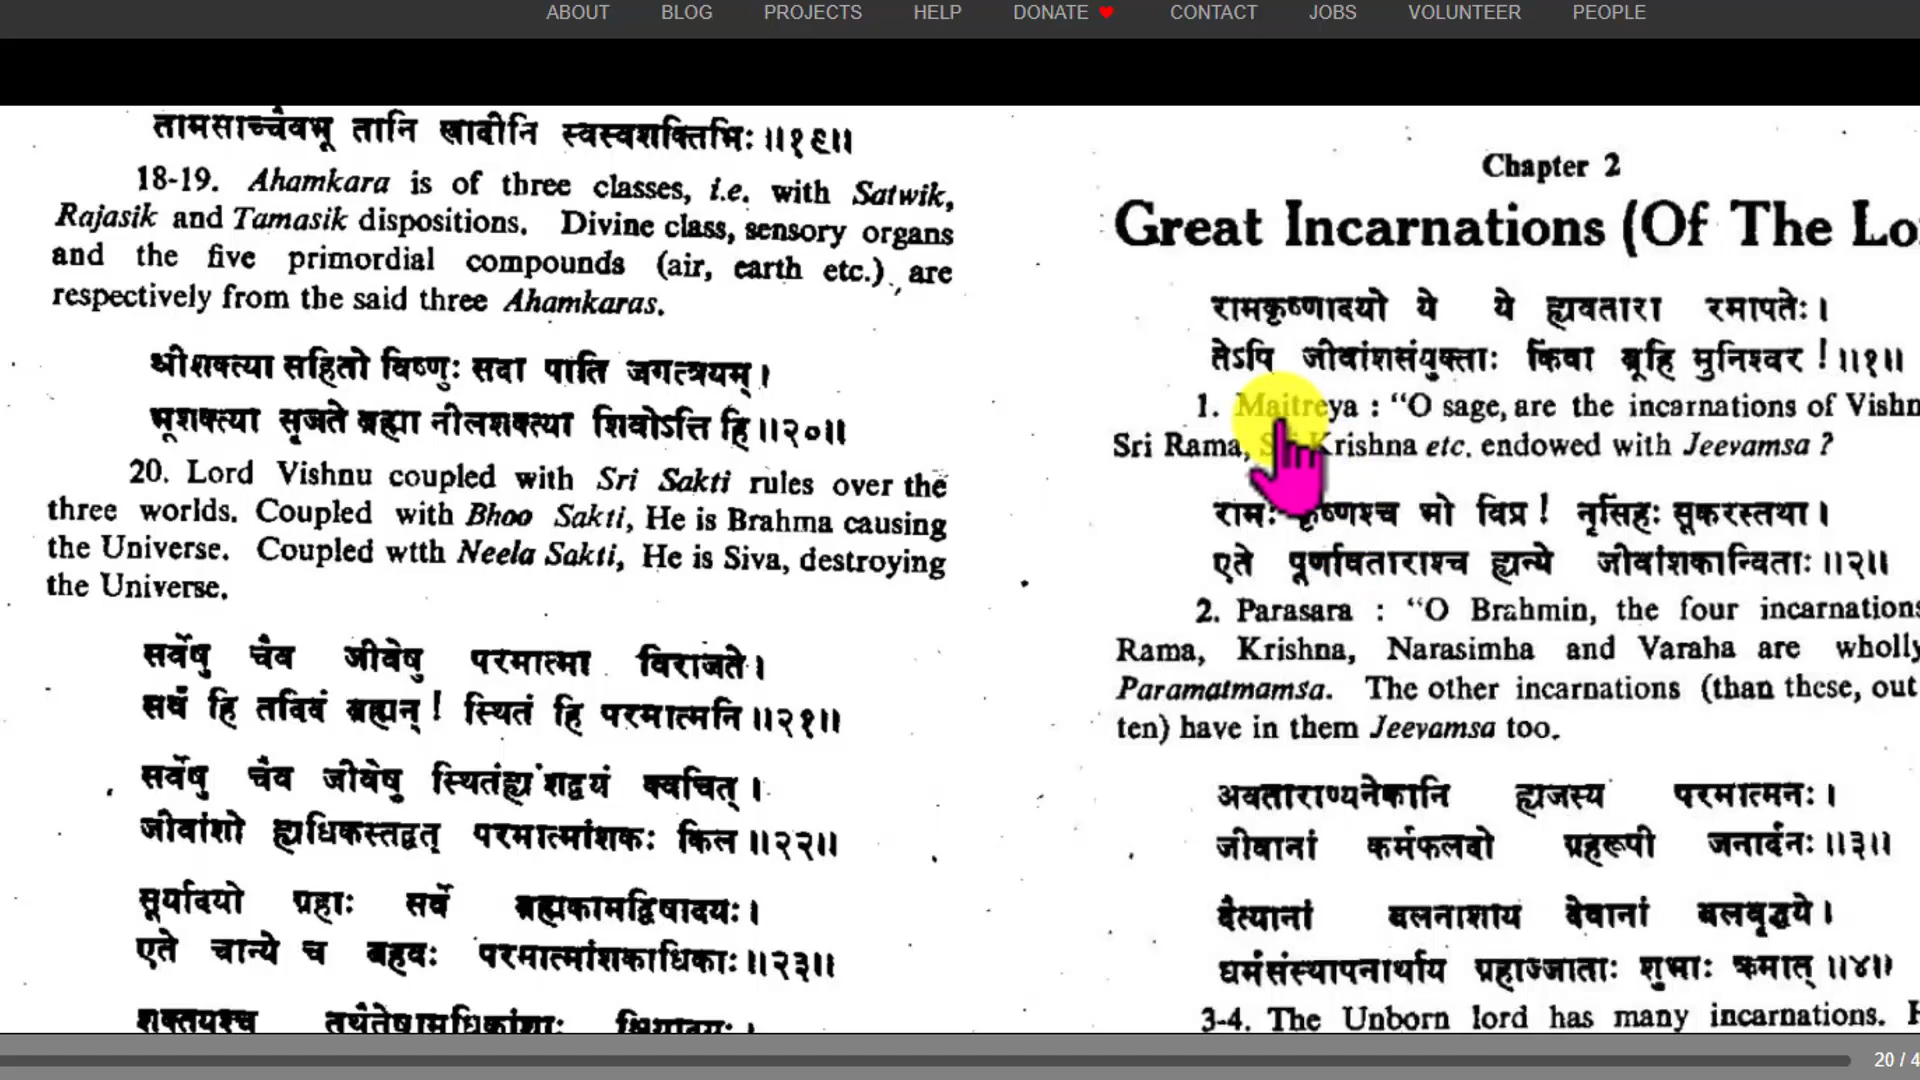 ABOUT BLOG PROJECTS HELP DONATE CONTACT JOBS VOLUNTEER PEOPLE
तामसाच्चैवभू तानि खादीनि स्वस्वशक्तिभिः॥१९॥
18-19. Ahamkara is of three classes, i.e. with Satwik,
Rajasik and Tamasik dispositions. Divine class, sensory organs
and the five primordial compounds (air, earth etc.), are
respectively from the said three Ahamkaras.
श्रीशक्त्या सहितो विष्णुः सदा पाति जगत्त्रयम्।
भूशक्त्या सृजते ब्रह्मा नीलशक्त्या शिवोऽत्ति हि॥२०॥
20. Lord Vishnu coupled with Sri Sakti rules over the
three worlds. Coupled with Bhoo Sakti, He is Brahma causing
the Universe. Coupled wtth Neela Sakti, He is Siva, destroying
the Universe.
सर्वेषु चैव जीवेषु परमात्मा विराजते।
सर्वं हि तदिदं ब्रह्मन्! स्थितं हि परमात्मनि॥२१॥
सर्वेषु चैव जीवेषु स्थितंह्यंशद्वयं क्वचित्।
जीवांशो ह्यधिकस्तद्वत् परमात्मांशकः किल॥२२॥
सूर्यादयो ग्रहाः सर्वे ब्रह्मकामद्विषादयः।
एते चान्ये च बहवः परमात्मांशकाधिकाः॥२३॥
शक्तयश्च
Chapter 2
Great Incarnations (Of The Lo
रामकृष्णादयो ये ये ह्यवतारा रमापतेः।
तेऽपि जीवांशसंयुक्ताः किंवा ब्रूहि मुनिश्वर!॥१॥
1. Maitreya : "O sage, are the incarnations of Vishn
Sri Rama, Sri Krishna etc. endowed with Jeevamsa?
रामः कृष्णश्च भो विप्र! नृसिंहः सूकरस्तथा।
एते पूर्णावताराश्च ह्यन्ये जीवांशकान्विताः॥२॥
2. Parasara : "O Brahmin, the four incarnations
Rama, Krishna, Narasimha and Varaha are wholly
Paramatmamsa. The other incarnations (than these, out
ten) have in them Jeevamsa too.
अवताराण्यनेकानि ह्यजस्य परमात्मनः।
जीवानां कर्मफलदो ग्रहरूपी जनार्दनः॥३॥
दैत्यानां बलनाशाय देवानां बलवृद्धये।
धर्मसंस्थापनार्थाय ग्रहाज्जाताः शुभाः क्रमात्॥४॥
3-4. The Unborn lord has many incarnations. H
20 / 4